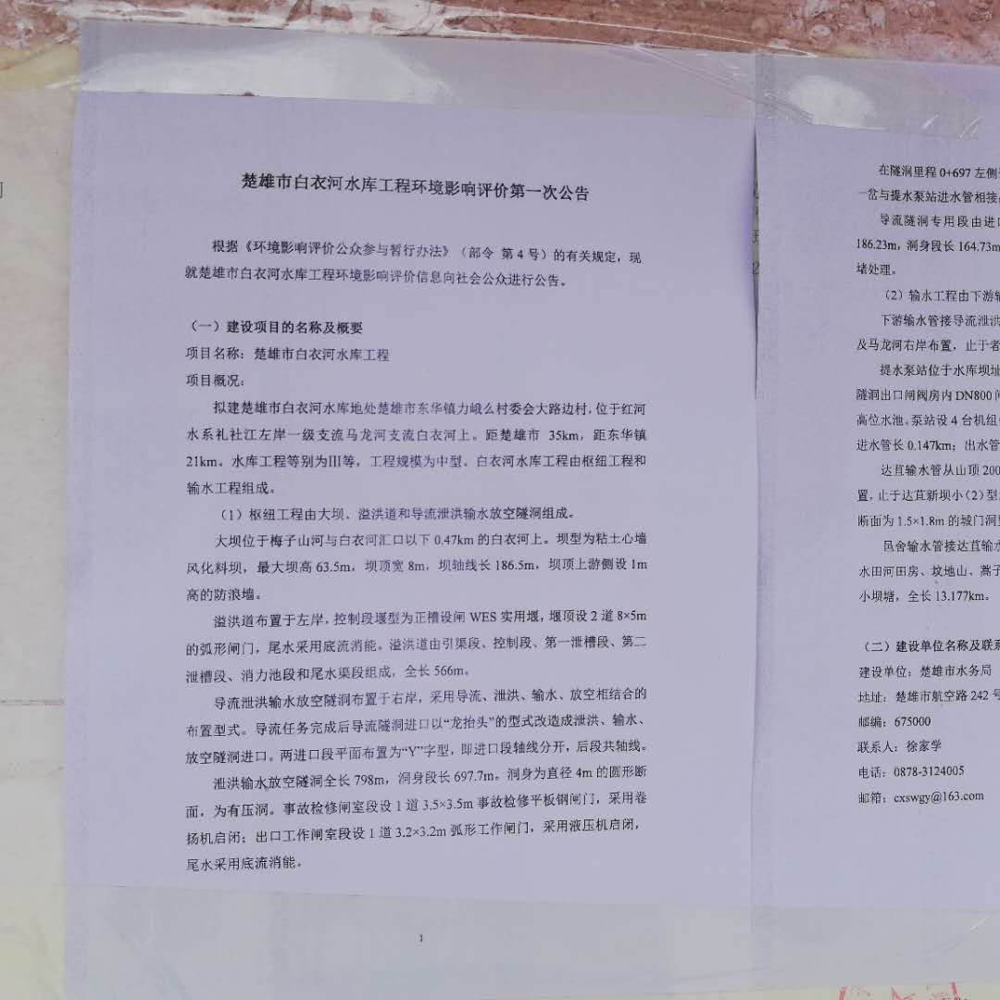 楚雄市白衣河水库工程环境影响评价第一次公告
根据《环境影响评价公众参与暂行办法》（部令 第 4 号）的有关规定，现
就楚雄市白衣河水库工程环境影响评价信息向社会公众进行公告。
（一）建设项目的名称及概要
项目名称：楚雄市白衣河水库工程
项目概况：
拟建楚雄市白衣河水库地处楚雄市东华镇力峨么村委会大路边村，位于红河
水系礼社江左岸一级支流马龙河支流白衣河上。距楚雄市 35km，距东华镇
21km。水库工程等别为Ⅲ等，工程规模为中型。白衣河水库工程由枢纽工程和
输水工程组成。
（1）枢纽工程由大坝、溢洪道和导流泄洪输水放空隧洞组成。
大坝位于梅子山河与白衣河汇口以下 0.47km 的白衣河上。坝型为粘土心墙
风化料坝，最大坝高 63.5m，坝顶宽 8m，坝轴线长 186.5m，坝顶上游侧设 1m
高的防浪墙。
溢洪道布置于左岸，控制段堰型为正槽设闸 WES 实用堰，堰顶设 2 道 8×5m
的弧形闸门，尾水采用底流消能。溢洪道由引渠段、控制段、第一泄槽段、第二
泄槽段、消力池段和尾水渠段组成，全长 566m。
导流泄洪输水放空隧洞布置于右岸，采用导流、泄洪、输水、放空相结合的
布置型式。导流任务完成后导流隧洞进口以“龙抬头”的型式改造成泄洪、输水、
放空隧洞进口。两进口段平面布置为“Y”字型，即进口段轴线分开，后段共轴线。
泄洪输水放空隧洞全长 798m，洞身段长 697.7m。洞身为直径 4m 的圆形断
面，为有压洞。事故检修闸室段设 1 道 3.5×3.5m 事故检修平板钢闸门，采用卷
扬机启闭；出口工作闸室段设 1 道 3.2×3.2m 弧形工作闸门，采用液压机启闭，
尾水采用底流消能。
1
在隧洞里程 0+697 左侧
一岔与提水泵站进水管相接
导流隧洞专用段由进口
186.23m，洞身段长 164.73m
堵处理。
（2）输水工程由下游输
下游输水管接导流泄洪
及马龙河右岸布置，止于者
提水泵站位于水库坝址
隧洞出口闸阀房内 DN800
高位水池。泵站设 4 台机组
进水管长 0.147km；出水管
达苴输水管从山顶 200
置，止于达苴新坝小（2）型
断面为 1.5×1.8m 的城门洞
邑舍输水管接达苴输水
水田河田房、坟地山、蒿子
小坝塘，全长 13.177km。
（二）建设单位名称及联系
建设单位：楚雄市水务局
地址：楚雄市航空路 242 号
邮编：675000
联系人：徐家学
电话：0878-3124005
邮箱：cxswgy@163.com